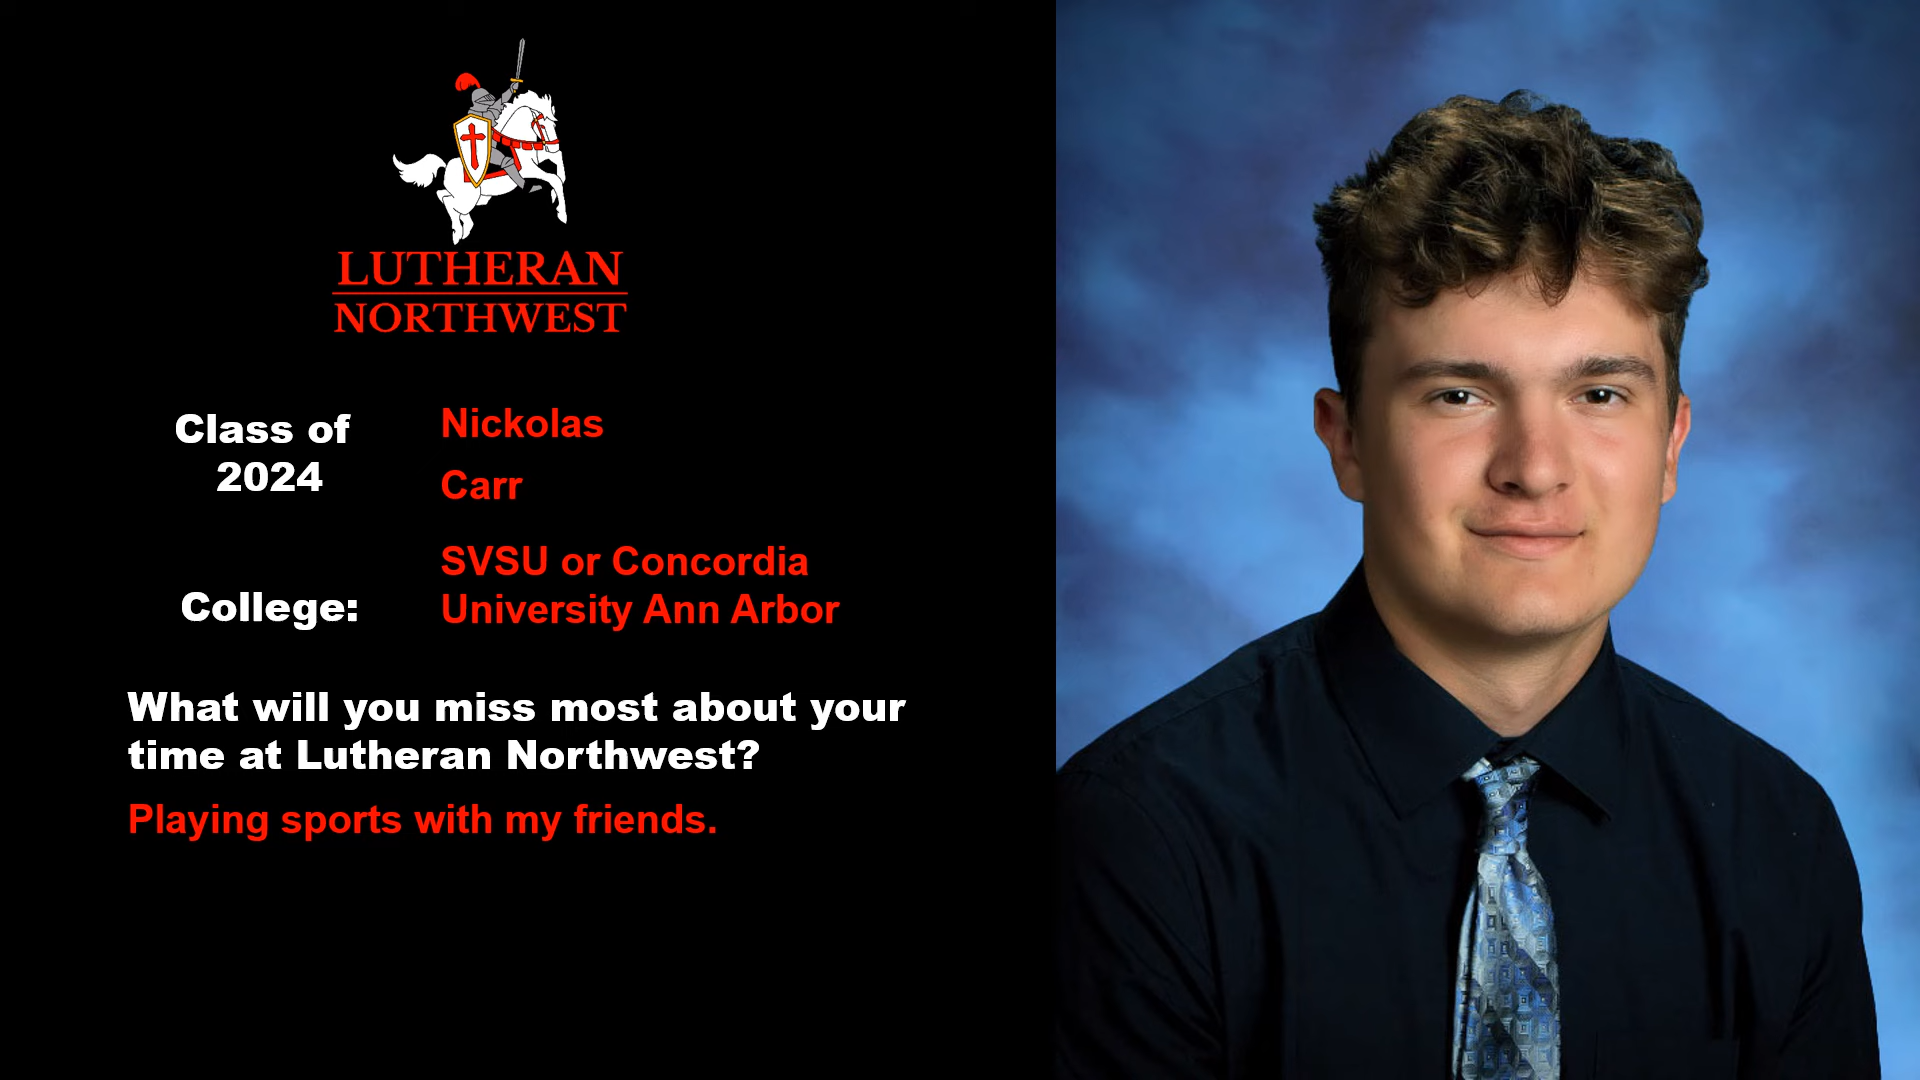 LUTHERAN
NORTHWEST
Class of
2024
Nickolas
Carr
College:
SVSU or Concordia
University Ann Arbor
What will you miss most about your
time at Lutheran Northwest?
Playing sports with my friends.